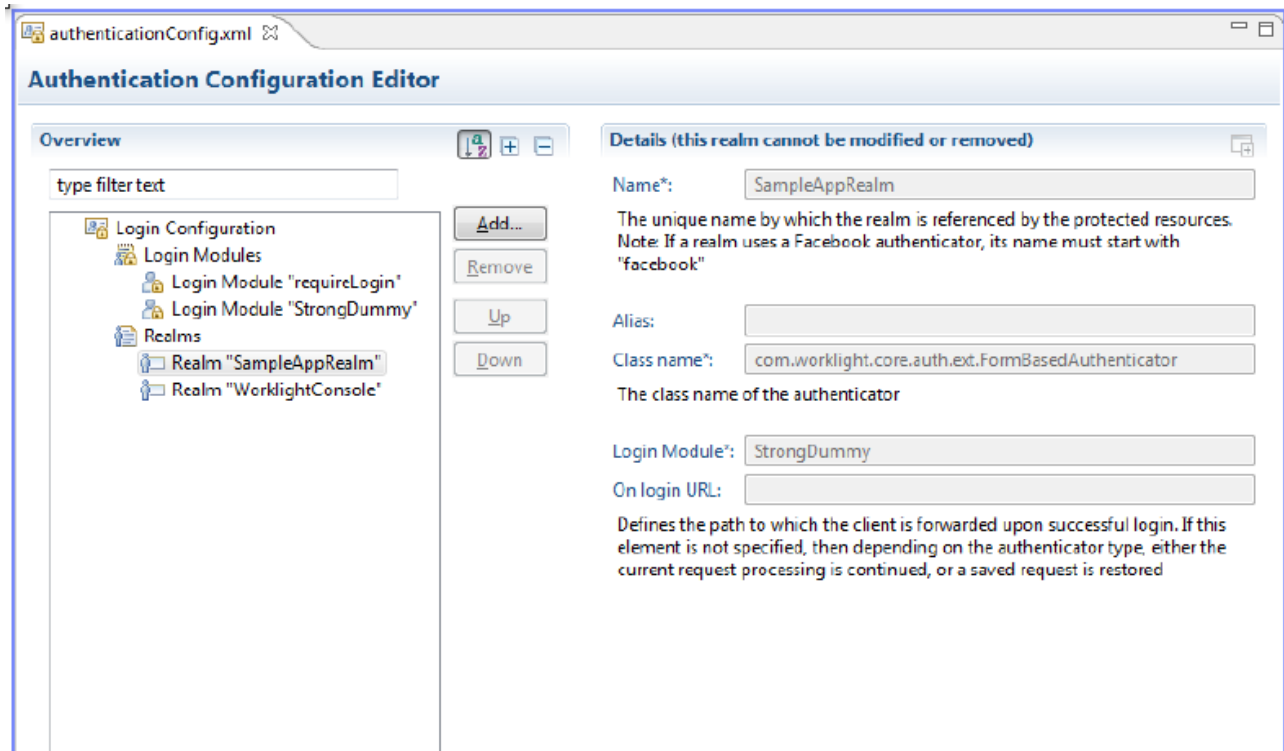 authenticationConfig.xml
Authentication Configuration Editor
Overview
type filter text
Login Configuration
Login Modules
Login Module "requireLogin"
Login Module "StrongDummy"
Realms
Realm "SampleAppRealm"
Realm "WorklightConsole"
Add...
Remove
Up
Down
Details (this realm cannot be modified or removed)
Name*: SampleAppRealm
The unique name by which the realm is referenced by the protected resources.
Note: If a realm uses a Facebook authenticator, its name must start with
"facebook"
Alias:
Class name*: com.worklight.core.auth.ext.FormBasedAuthenticator
The class name of the authenticator
Login Module*: StrongDummy
On login URL:
Defines the path to which the client is forwarded upon successful login. If this
element is not specified, then depending on the authenticator type, either the
current request processing is continued, or a saved request is restored